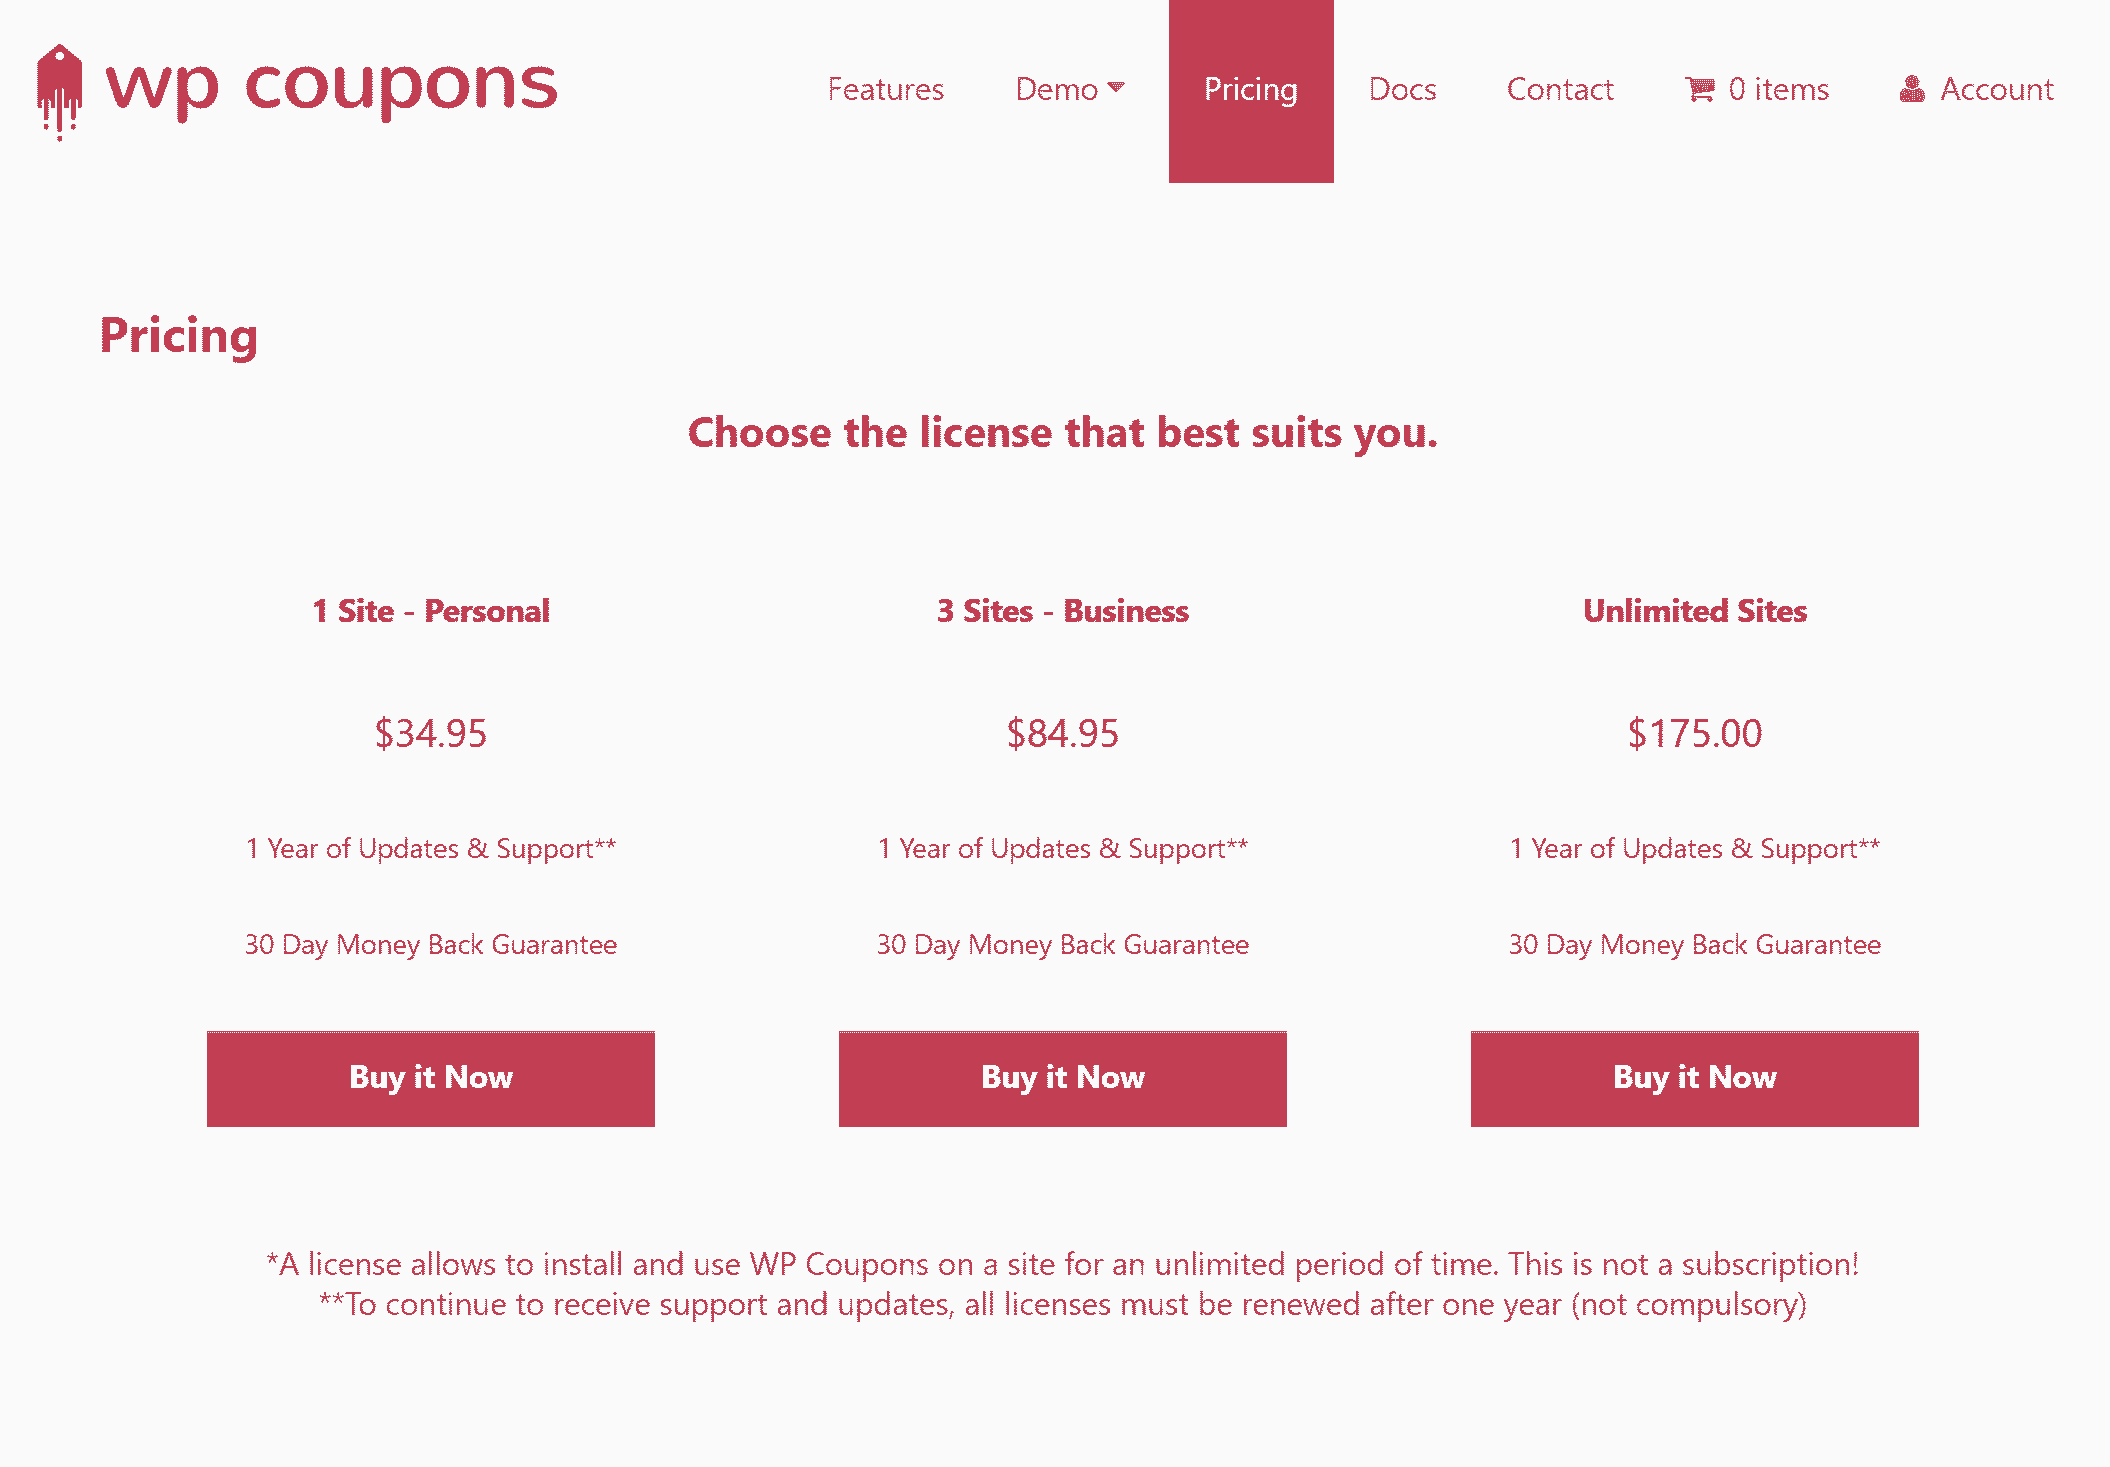 wp coupons
Features Demo Pricing Docs Contact 0 items Account
Pricing
Choose the license that best suits you.
1 Site - Personal 3 Sites - Business Unlimited Sites
$34.95 $84.95 $175.00
1 Year of Updates & Support** 1 Year of Updates & Support** 1 Year of Updates & Support**
30 Day Money Back Guarantee 30 Day Money Back Guarantee 30 Day Money Back Guarantee
Buy it Now Buy it Now Buy it Now
*A license allows to install and use WP Coupons on a site for an unlimited period of time. This is not a subscription!
**To continue to receive support and updates, all licenses must be renewed after one year (not compulsory)